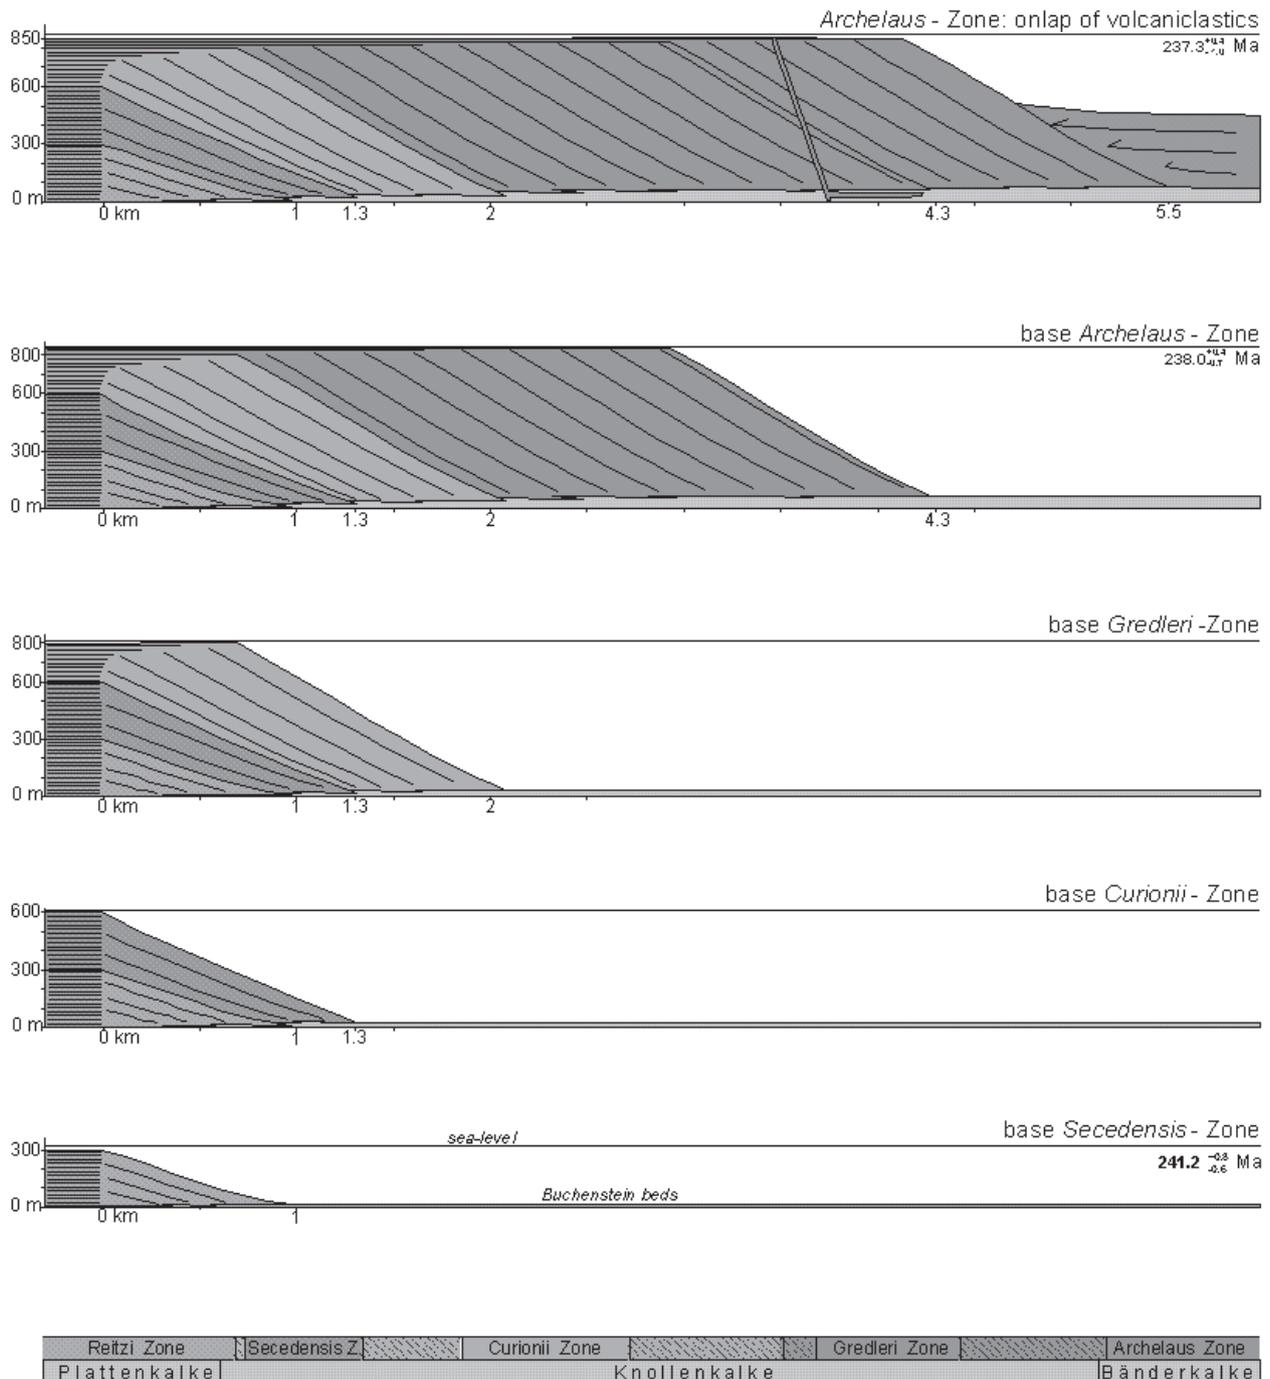 Archelaus - Zone: onlap of volcaniclastics
850
237.3 Ma
600
300
0 m
0 km 1 1.3 2 4.3 5.5
base Archelaus - Zone
800
238.0 Ma
600
300
0 m
0 km 1 1.3 2 4.3
base Gredleri -Zone
800
600
300
0 m
0 km 1 1.3 2
base Curionii - Zone
600
300
0 m
0 km 1 1.3
base Secedensis - Zone
sea-level
300
241.2 Ma
Buchenstein beds
0 m
0 km 1
Reitzi Zone Secedensis Z. Curionii Zone Gredleri Zone Archelaus Zone
Plattenkalke Knollenkalke Bänderkalke